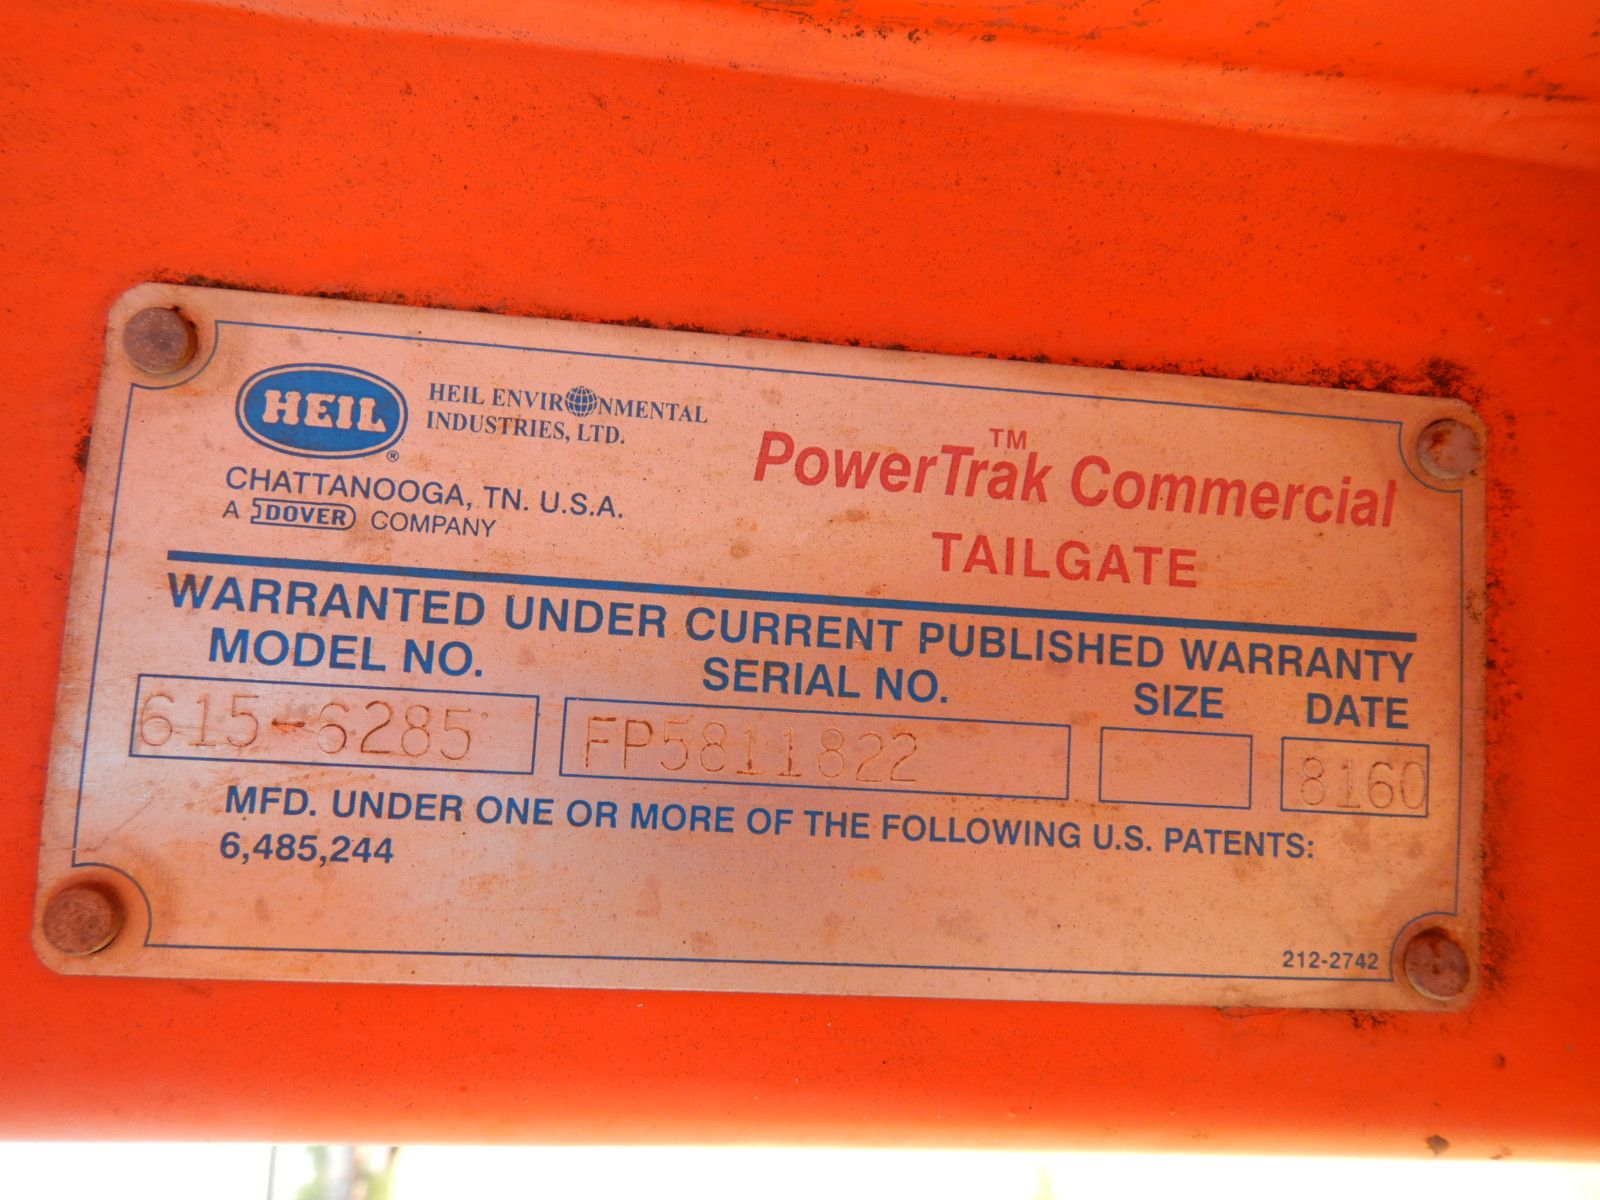 HEIL®
HEIL ENVIRONMENTAL
INDUSTRIES, LTD.
CHATTANOOGA, TN. U.S.A.
A DOVER COMPANY
PowerTrak™ Commercial
TAILGATE
WARRANTED UNDER CURRENT PUBLISHED WARRANTY
MODEL NO. SERIAL NO. SIZE DATE
615-6285 FP5811822 8160
MFD. UNDER ONE OR MORE OF THE FOLLOWING U.S. PATENTS:
6,485,244
212-2742